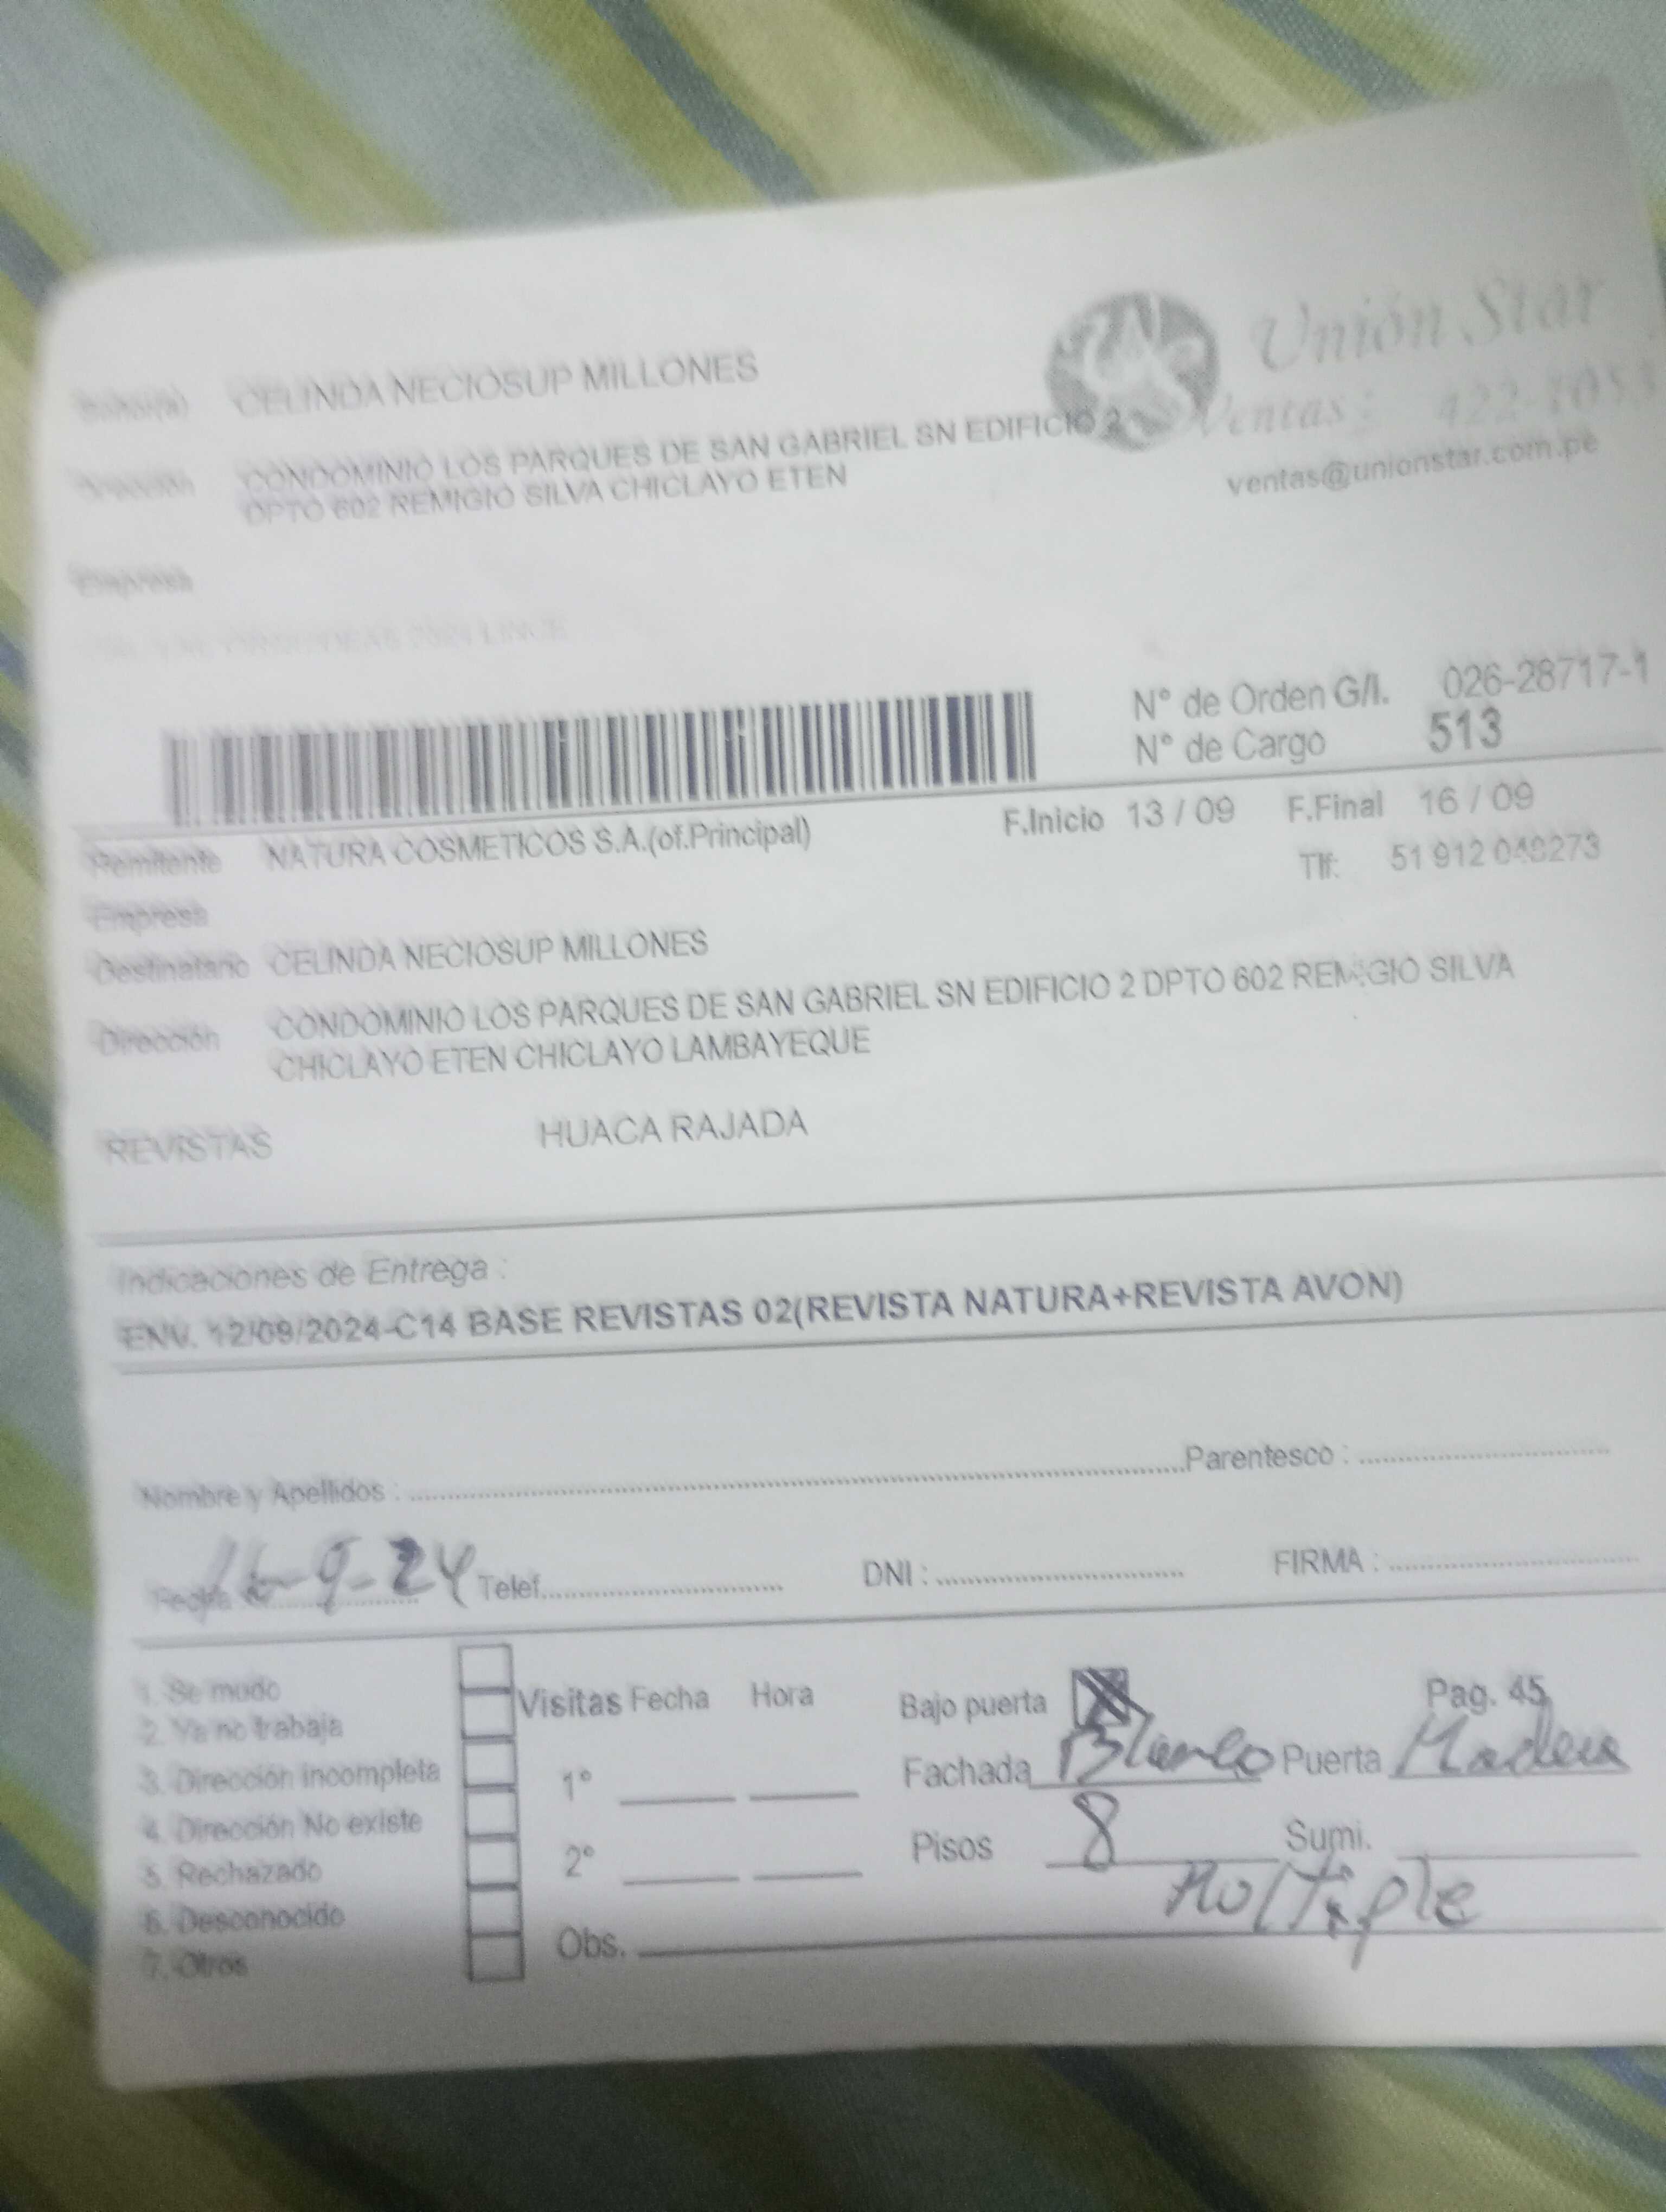 Señor(a) CELINDA NECIOSUP MILLONES
Unión Star
Ventas: 422-1053
ventas@unionstar.com.pe
Dirección CONDOMINIO LOS PARQUES DE SAN GABRIEL SN EDIFICIO 2
DPTO 602 REMIGIO SILVA CHICLAYO ETEN
Empresa
N° de Orden G/I. 026-28717-1
N° de Cargo 513
Remitente NATURA COSMETICOS S.A.(of.Principal) F.Inicio 13 / 09 F.Final 16 / 09
Empresa Tlf: 51 912 273
Destinatario CELINDA NECIOSUP MILLONES
Dirección CONDOMINIO LOS PARQUES DE SAN GABRIEL SN EDIFICIO 2 DPTO 602 REMIGIO SILVA
CHICLAYO ETEN CHICLAYO LAMBAYEQUE
REVISTAS HUACA RAJADA
Indicaciones de Entrega :
ENV. 12/09/2024-C14 BASE REVISTAS 02(REVISTA NATURA+REVISTA AVON)
Nombre y Apellidos : Parentesco :
Fecha 16-9-24 Telef. DNI : FIRMA :
1. Se mudo
2. Ya no trabaja
3. Dirección incompleta
4. Dirección No existe
5. Rechazado
6. Desconocido
7. Otros
Visitas Fecha Hora
1°
2°
Bajo puerta Pag. 45
Fachada Blanco Puerta Madera
Pisos 8 Sumi.
Obs. Moltiple